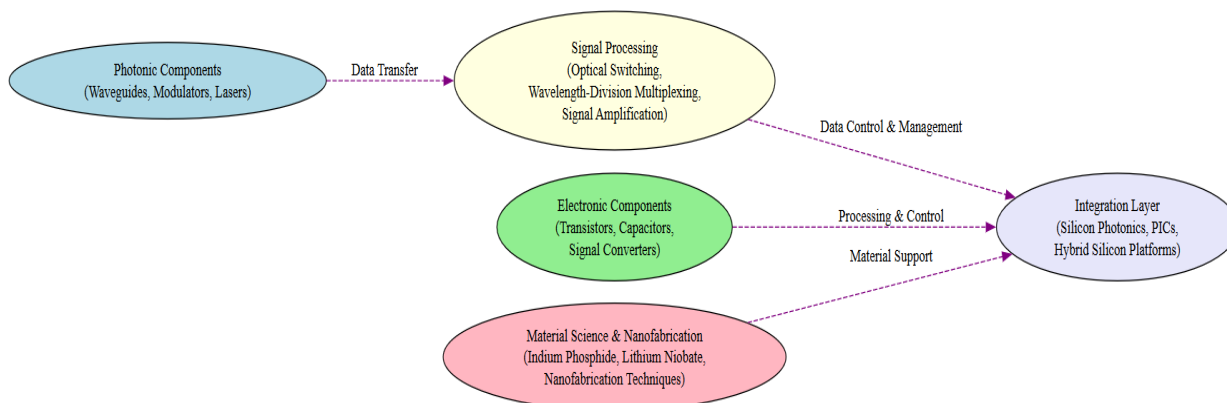 Photonic Components
(Waveguides, Modulators, Lasers)
Data Transfer
Signal Processing
(Optical Switching,
Wavelength-Division Multiplexing,
Signal Amplification)
Data Control & Management
Electronic Components
(Transistors, Capacitors,
Signal Converters)
Processing & Control
Integration Layer
(Silicon Photonics, PICs,
Hybrid Silicon Platforms)
Material Support
Material Science & Nanofabrication
(Indium Phosphide, Lithium Niobate,
Nanofabrication Techniques)